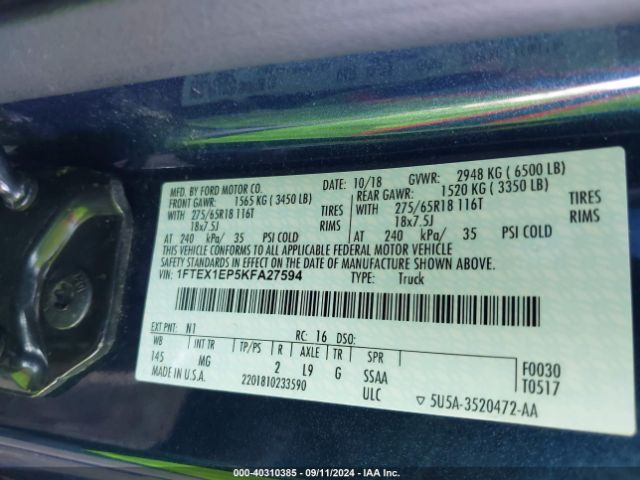 MFD. BY FORD MOTOR CO.
DATE: 10/18 GVWR: 2948 KG ( 6500 LB)
FRONT GAWR: 1565 KG ( 3450 LB)
REAR GAWR: 1520 KG ( 3350 LB)
WITH 275/65R18 116T TIRES
18x7.5J RIMS
WITH 275/65R18 116T TIRES
18x7.5J RIMS
AT 240 kPa/ 35 PSI COLD
AT 240 kPa/ 35 PSI COLD
THIS VEHICLE CONFORMS TO ALL APPLICABLE FEDERAL MOTOR VEHICLE
SAFETY STANDARDS IN EFFECT ON THE DATE OF MANUFACTURE SHOWN ABOVE.
VIN: 1FTEX1EP5KFA27594 TYPE: Truck
EXT PNT: N1 RC: 16 DSO:
WB INT TR TP/PS R AXLE TR SPR
145 MG 2 L9 G SSAA
MADE IN U.S.A. 2201810233590 ULC
F0030
T0517
▽ 5U5A-3520472-AA
000-40310385 - 09/11/2024 - IAA Inc.